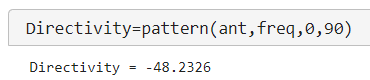 Directivity=pattern(ant,freq,0,90)
Directivity = -48.2326